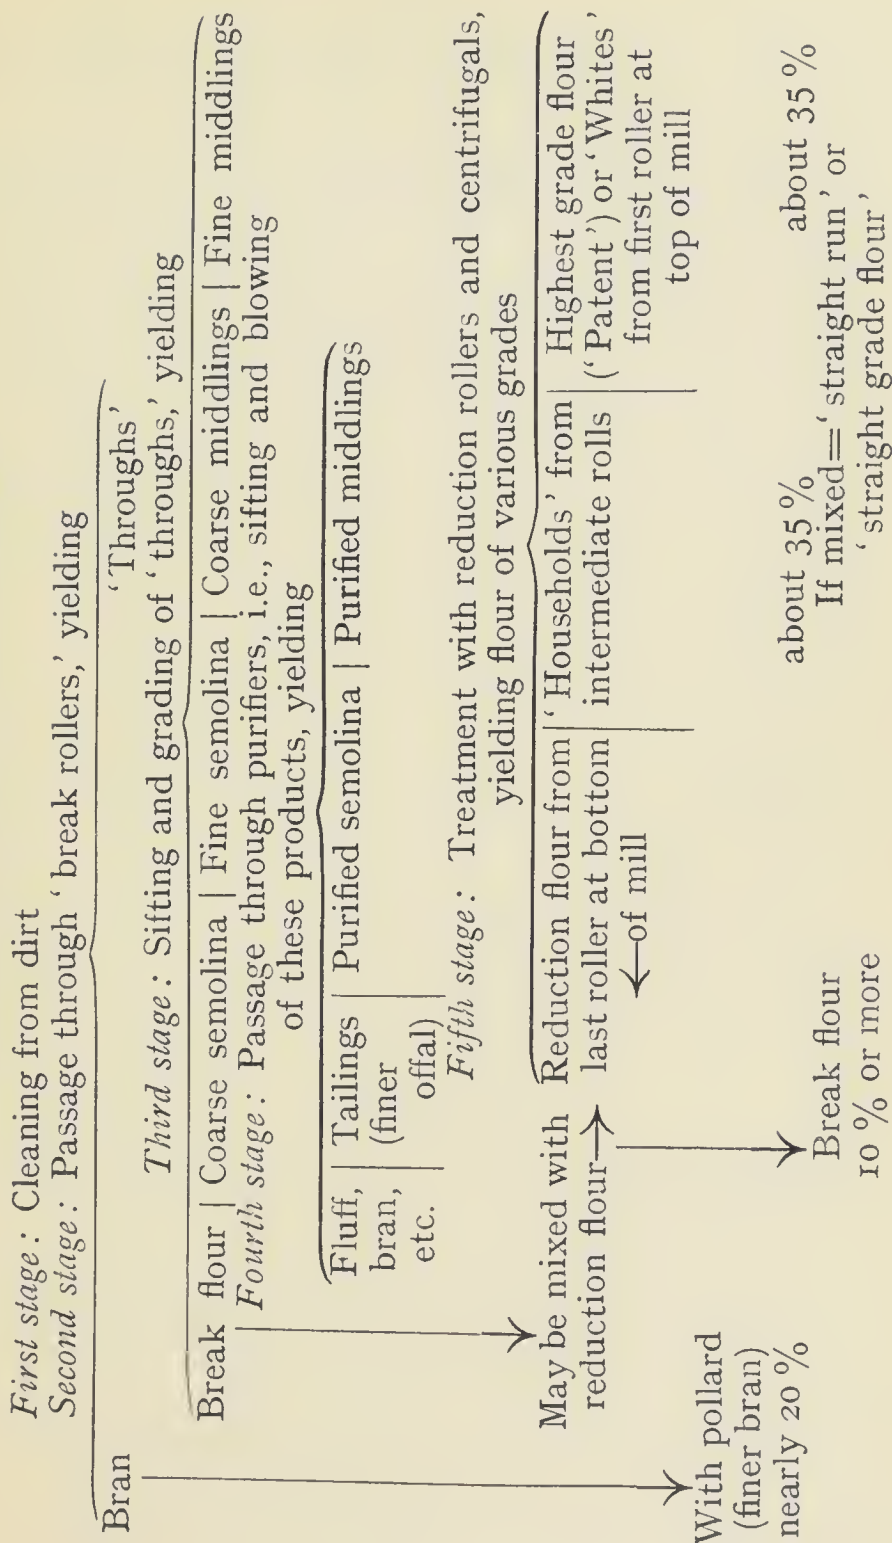 First stage: Cleaning from dirt
Second stage: Passage through ' break rollers,' yielding
Bran
' Throughs'
Third stage: Sifting and grading of ' throughs,' yielding
Break flour | Coarse semolina | Fine semolina | Coarse middlings | Fine middlings
Fourth stage: Passage through purifiers, i.e., sifting and blowing
of these products, yielding
Fluff,
bran,
etc.
Tailings
(finer
offal)
Purified semolina | Purified middlings
Fifth stage: Treatment with reduction rollers and centrifugals,
yielding flour of various grades
May be mixed with
reduction flour→
Reduction flour from
last roller at bottom
←of mill
' Households' from
intermediate rolls
Highest grade flour
(' Patent') or ' Whites'
from first roller at
top of mill
With pollard
(finer bran)
nearly 20 %
Break flour
10 % or more
about 35 %
about 35 %
If mixed=' straight run' or
' straight grade flour'